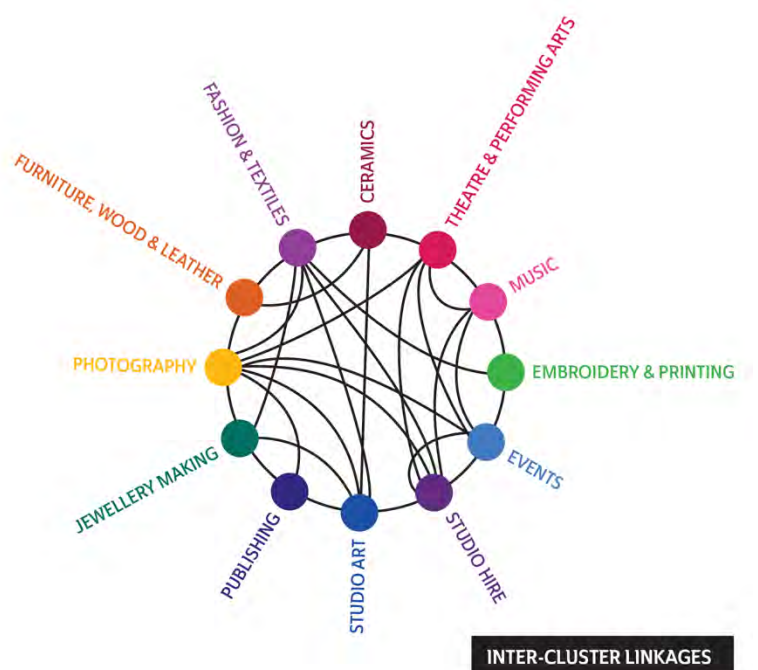 THEATRE & PERFORMING ARTS
CERAMICS
FASHION & TEXTILES
FURNITURE, WOOD & LEATHER
MUSIC
PHOTOGRAPHY
EMBROIDERY & PRINTING
JEWELLERY MAKING
EVENTS
PUBLISHING
STUDIO ART
STUDIO HIRE
INTER-CLUSTER LINKAGES